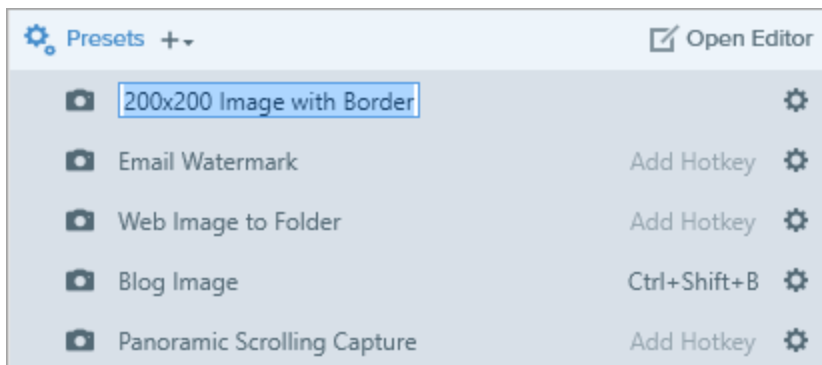 Presets Open Editor
200x200 Image with Border
Email Watermark Add Hotkey
Web Image to Folder Add Hotkey
Blog Image Ctrl+Shift+B
Panoramic Scrolling Capture Add Hotkey